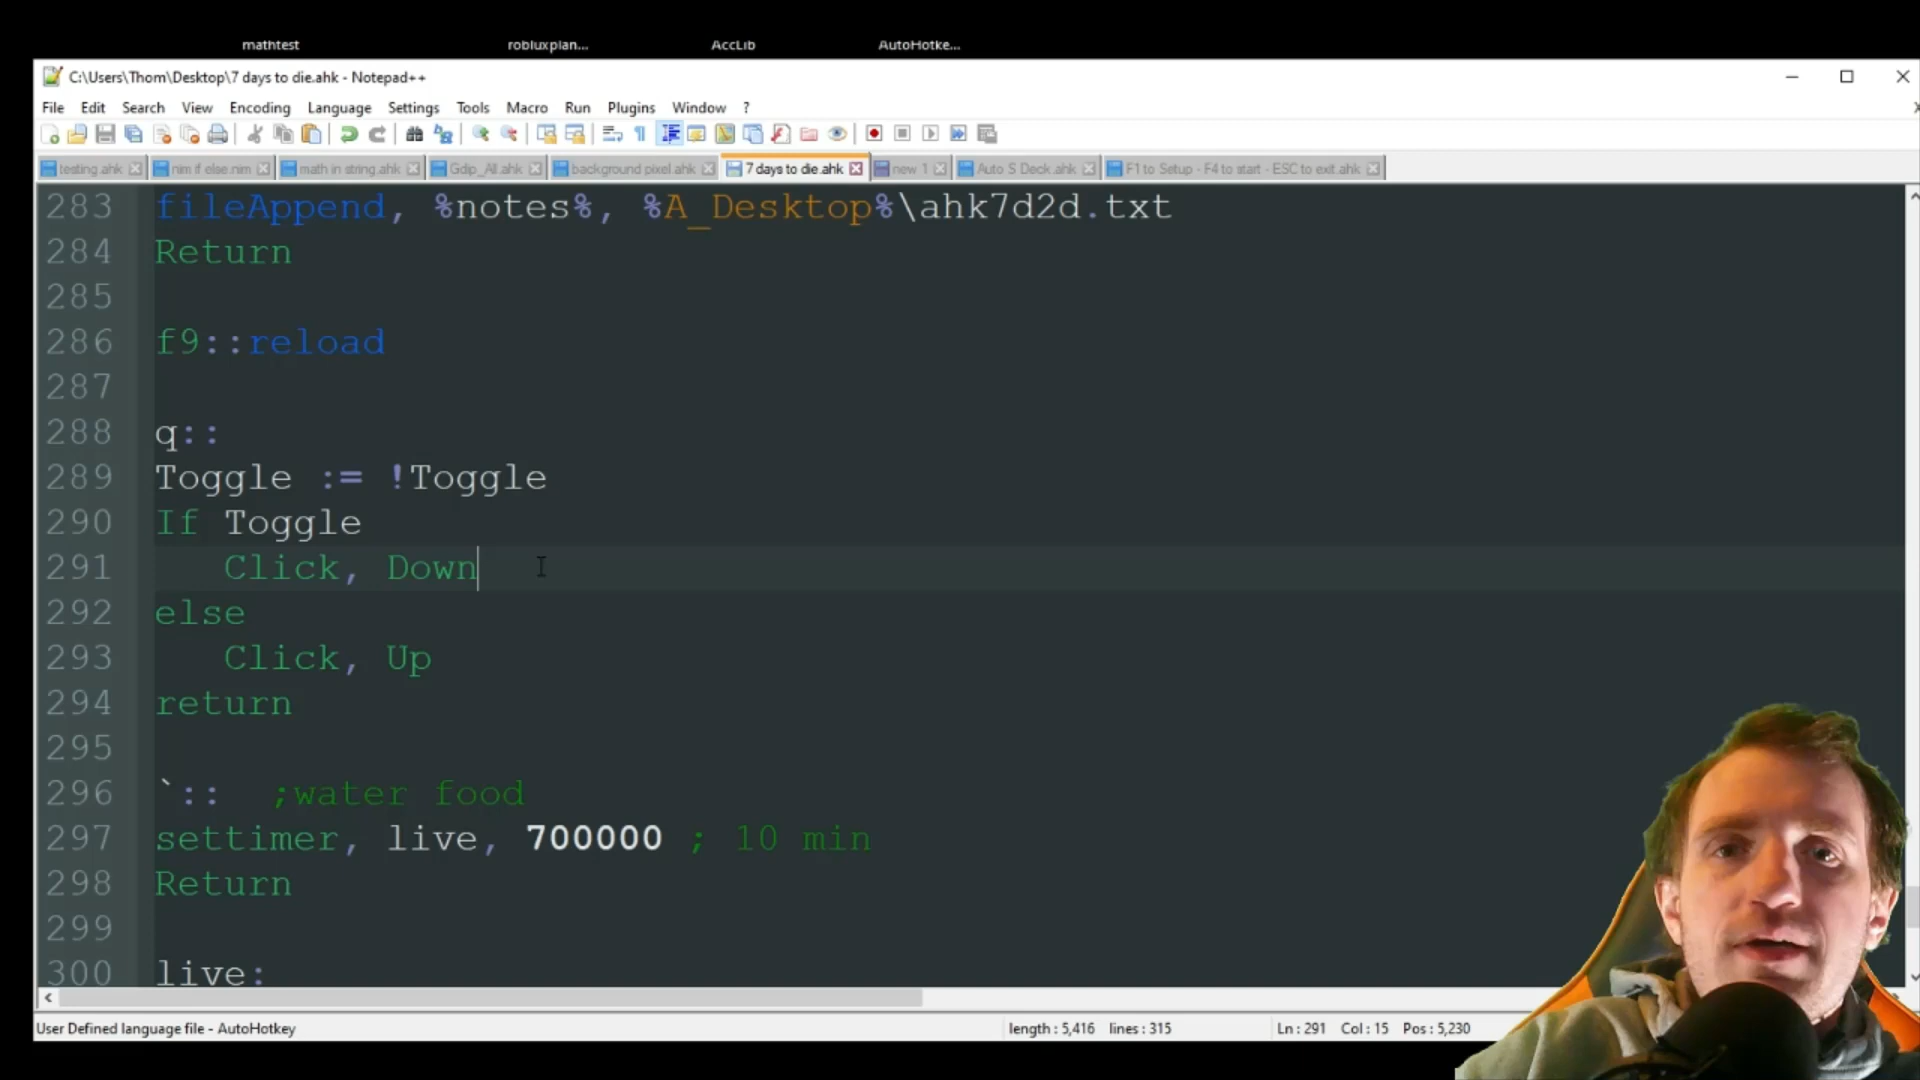 mathtest robluxplan... AccLib AutoHotke...
C:\Users\Thom\Desktop\7 days to die.ahk - Notepad++
File Edit Search View Encoding Language Settings Tools Macro Run Plugins Window ?
testing.ahk nim if else.nim math in string.ahk Gdip_All.ahk background pixel.ahk 7 days to die.ahk new 1 Auto S Deck.ahk F1 to Setup - F4 to start - ESC to exit.ahk
283 fileAppend, %notes%, %A_Desktop%\ahk7d2d.txt
284 Return
285
286 f9::reload
287
288 q::
289 Toggle := !Toggle
290 If Toggle
291 Click, Down
292 else
293 Click, Up
294 return
295
296 `:: ;water food
297 settimer, live, 700000 ; 10 min
298 Return
299
300 live:
User Defined language file - AutoHotkey length : 5,416 lines : 315 Ln : 291 Col : 15 Pos : 5,230